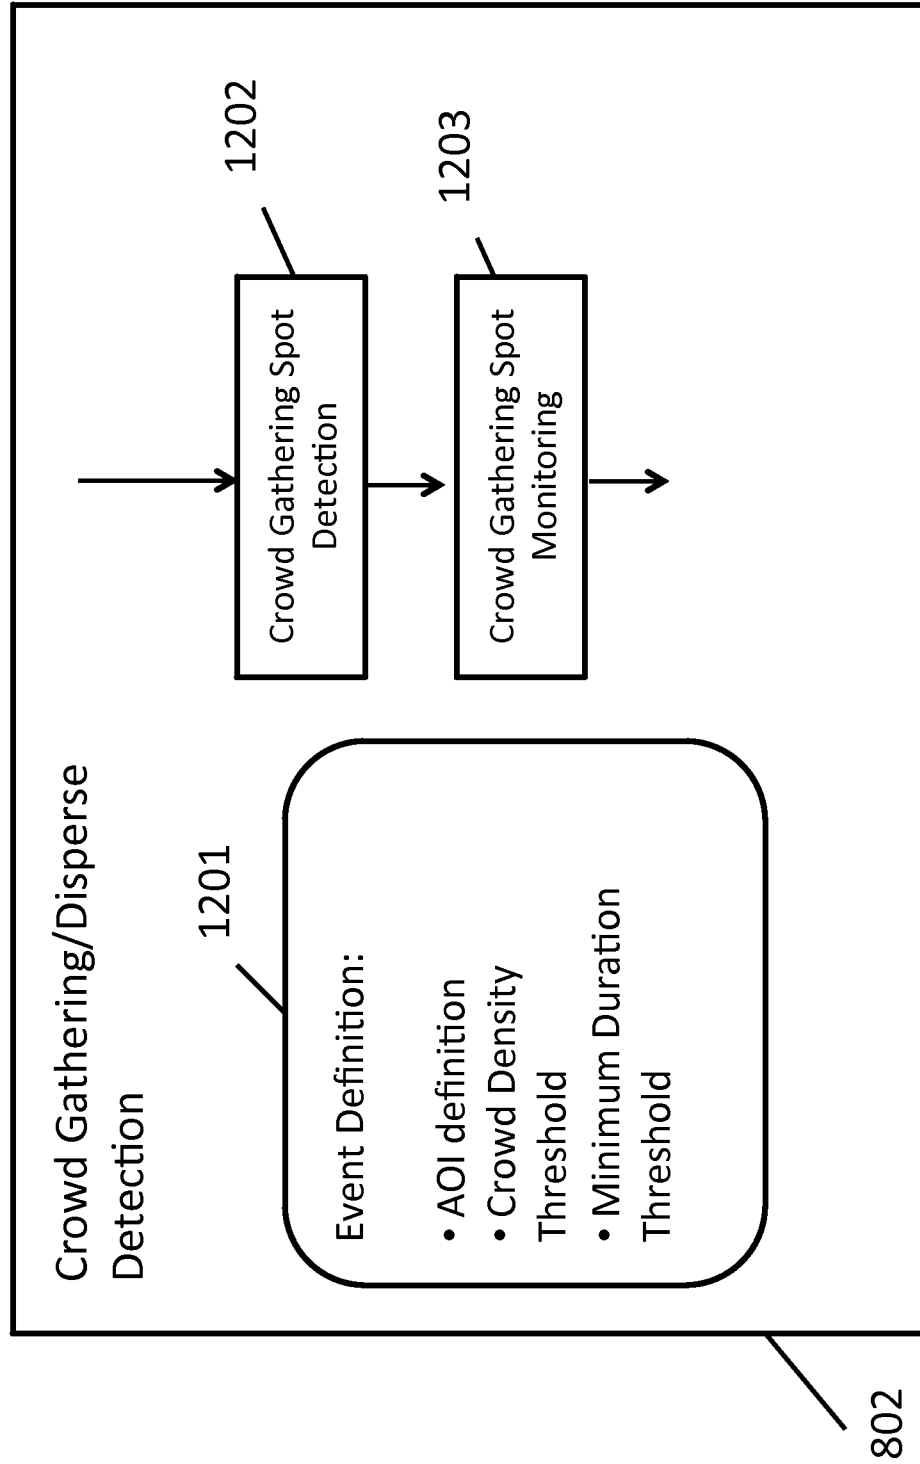 Crowd Gathering/Disperse
Detection
1201
Event Definition:
• AOI definition
• Crowd Density
Threshold
• Minimum Duration
Threshold
1202
Crowd Gathering Spot
Detection
1203
Crowd Gathering Spot
Monitoring
802